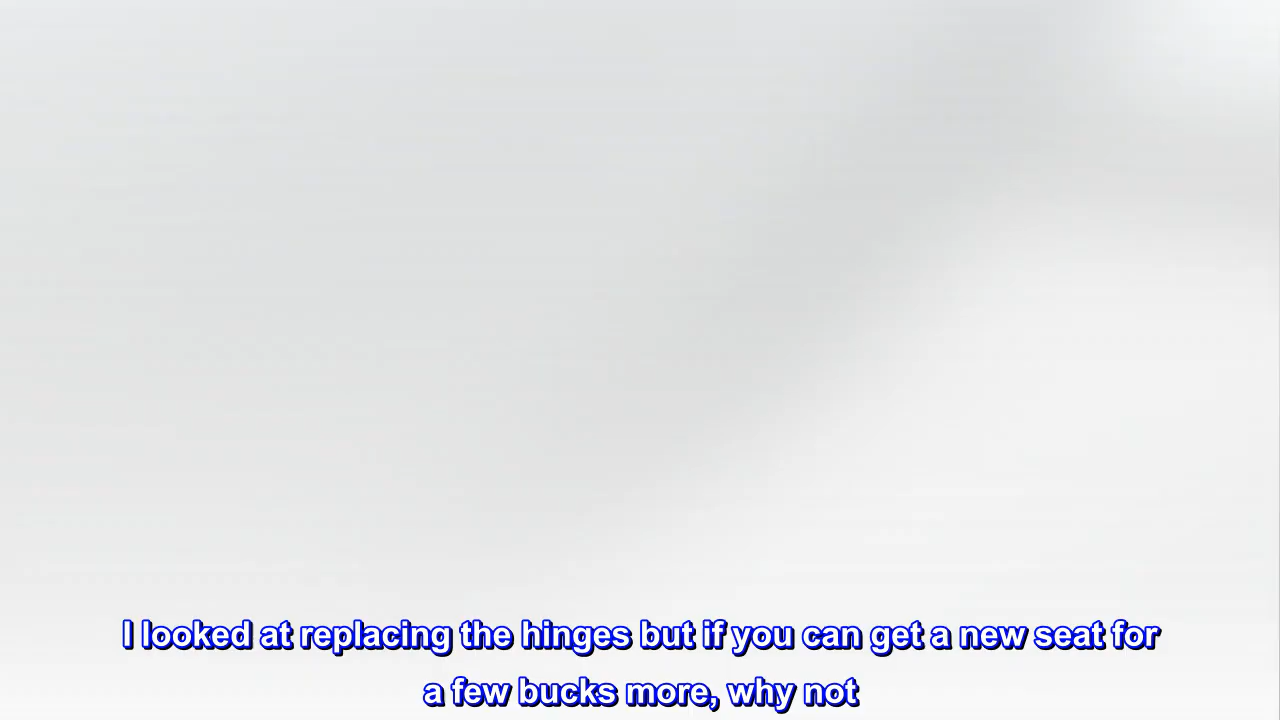 I looked at replacing the hinges but if you can get a new seat for
a few bucks more, why not